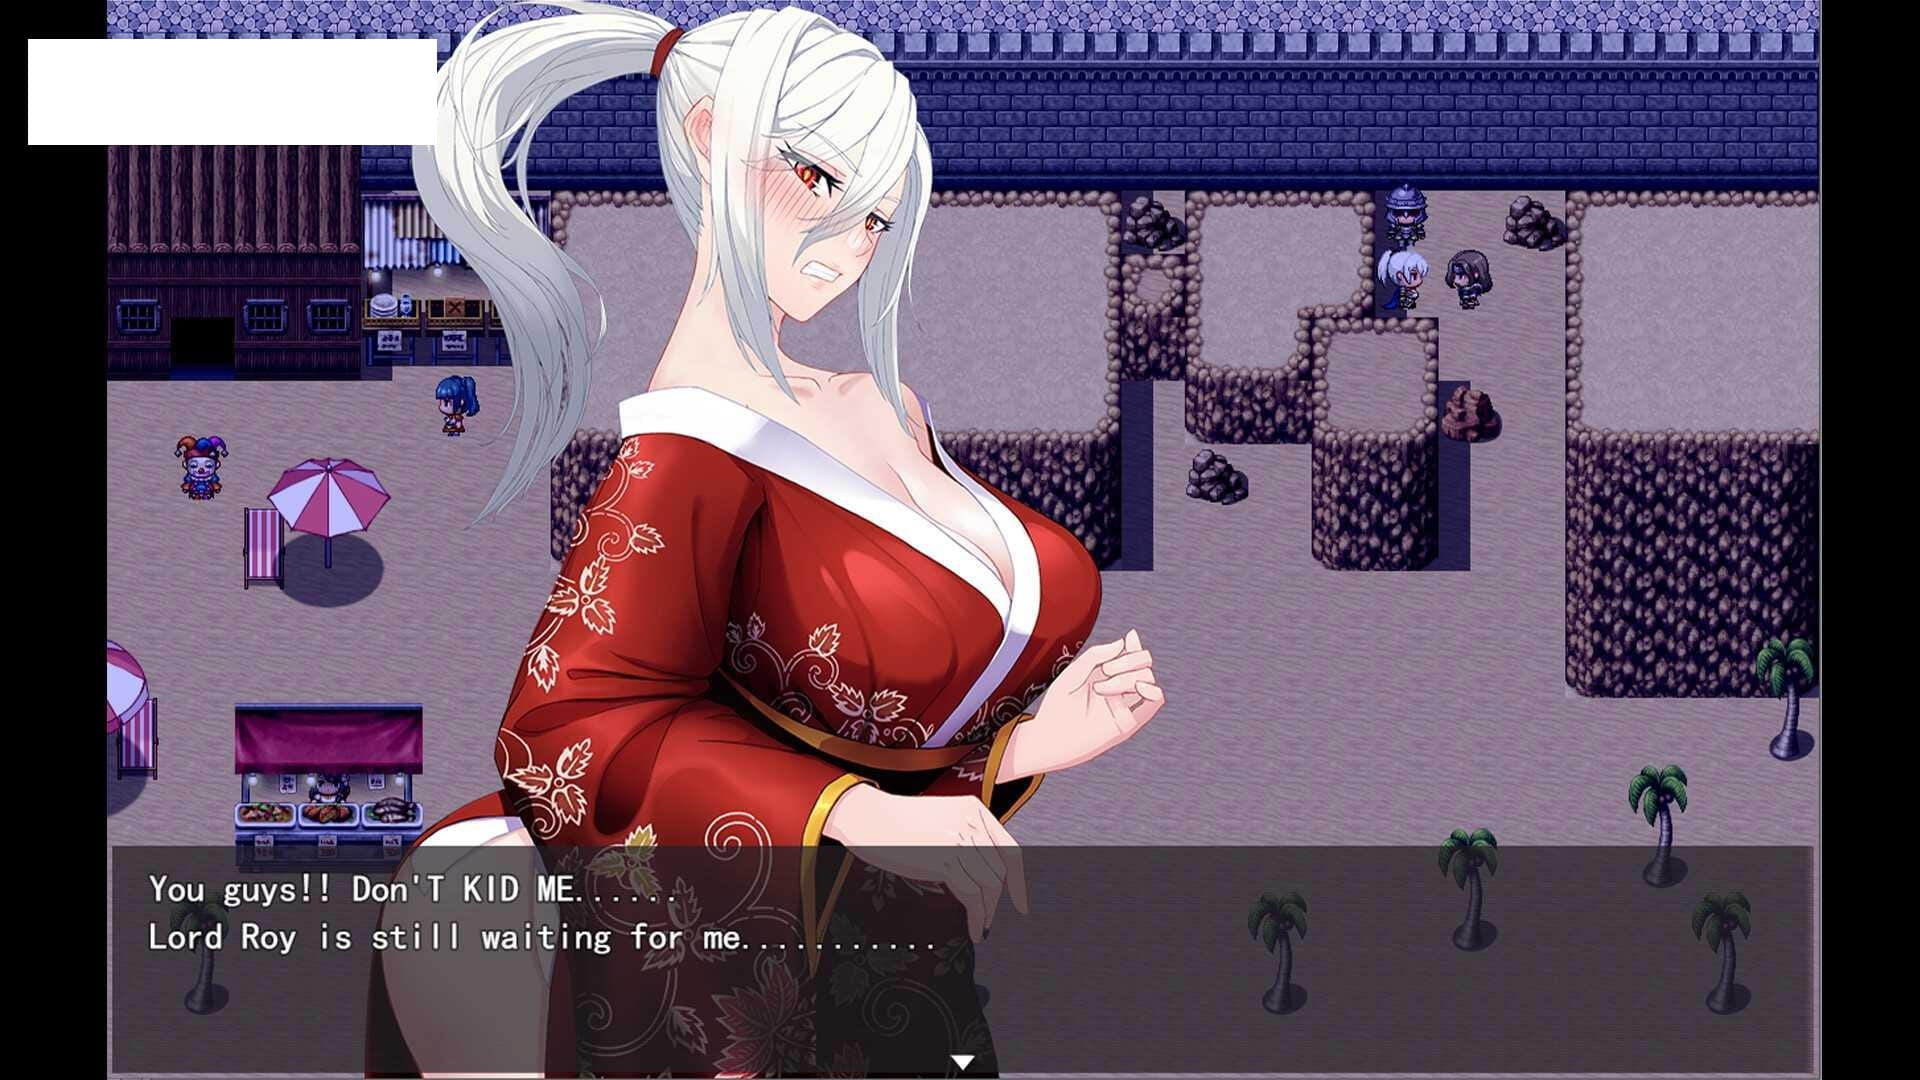 You guys!! Don'T KID ME......
Lord Roy is still waiting for me...........